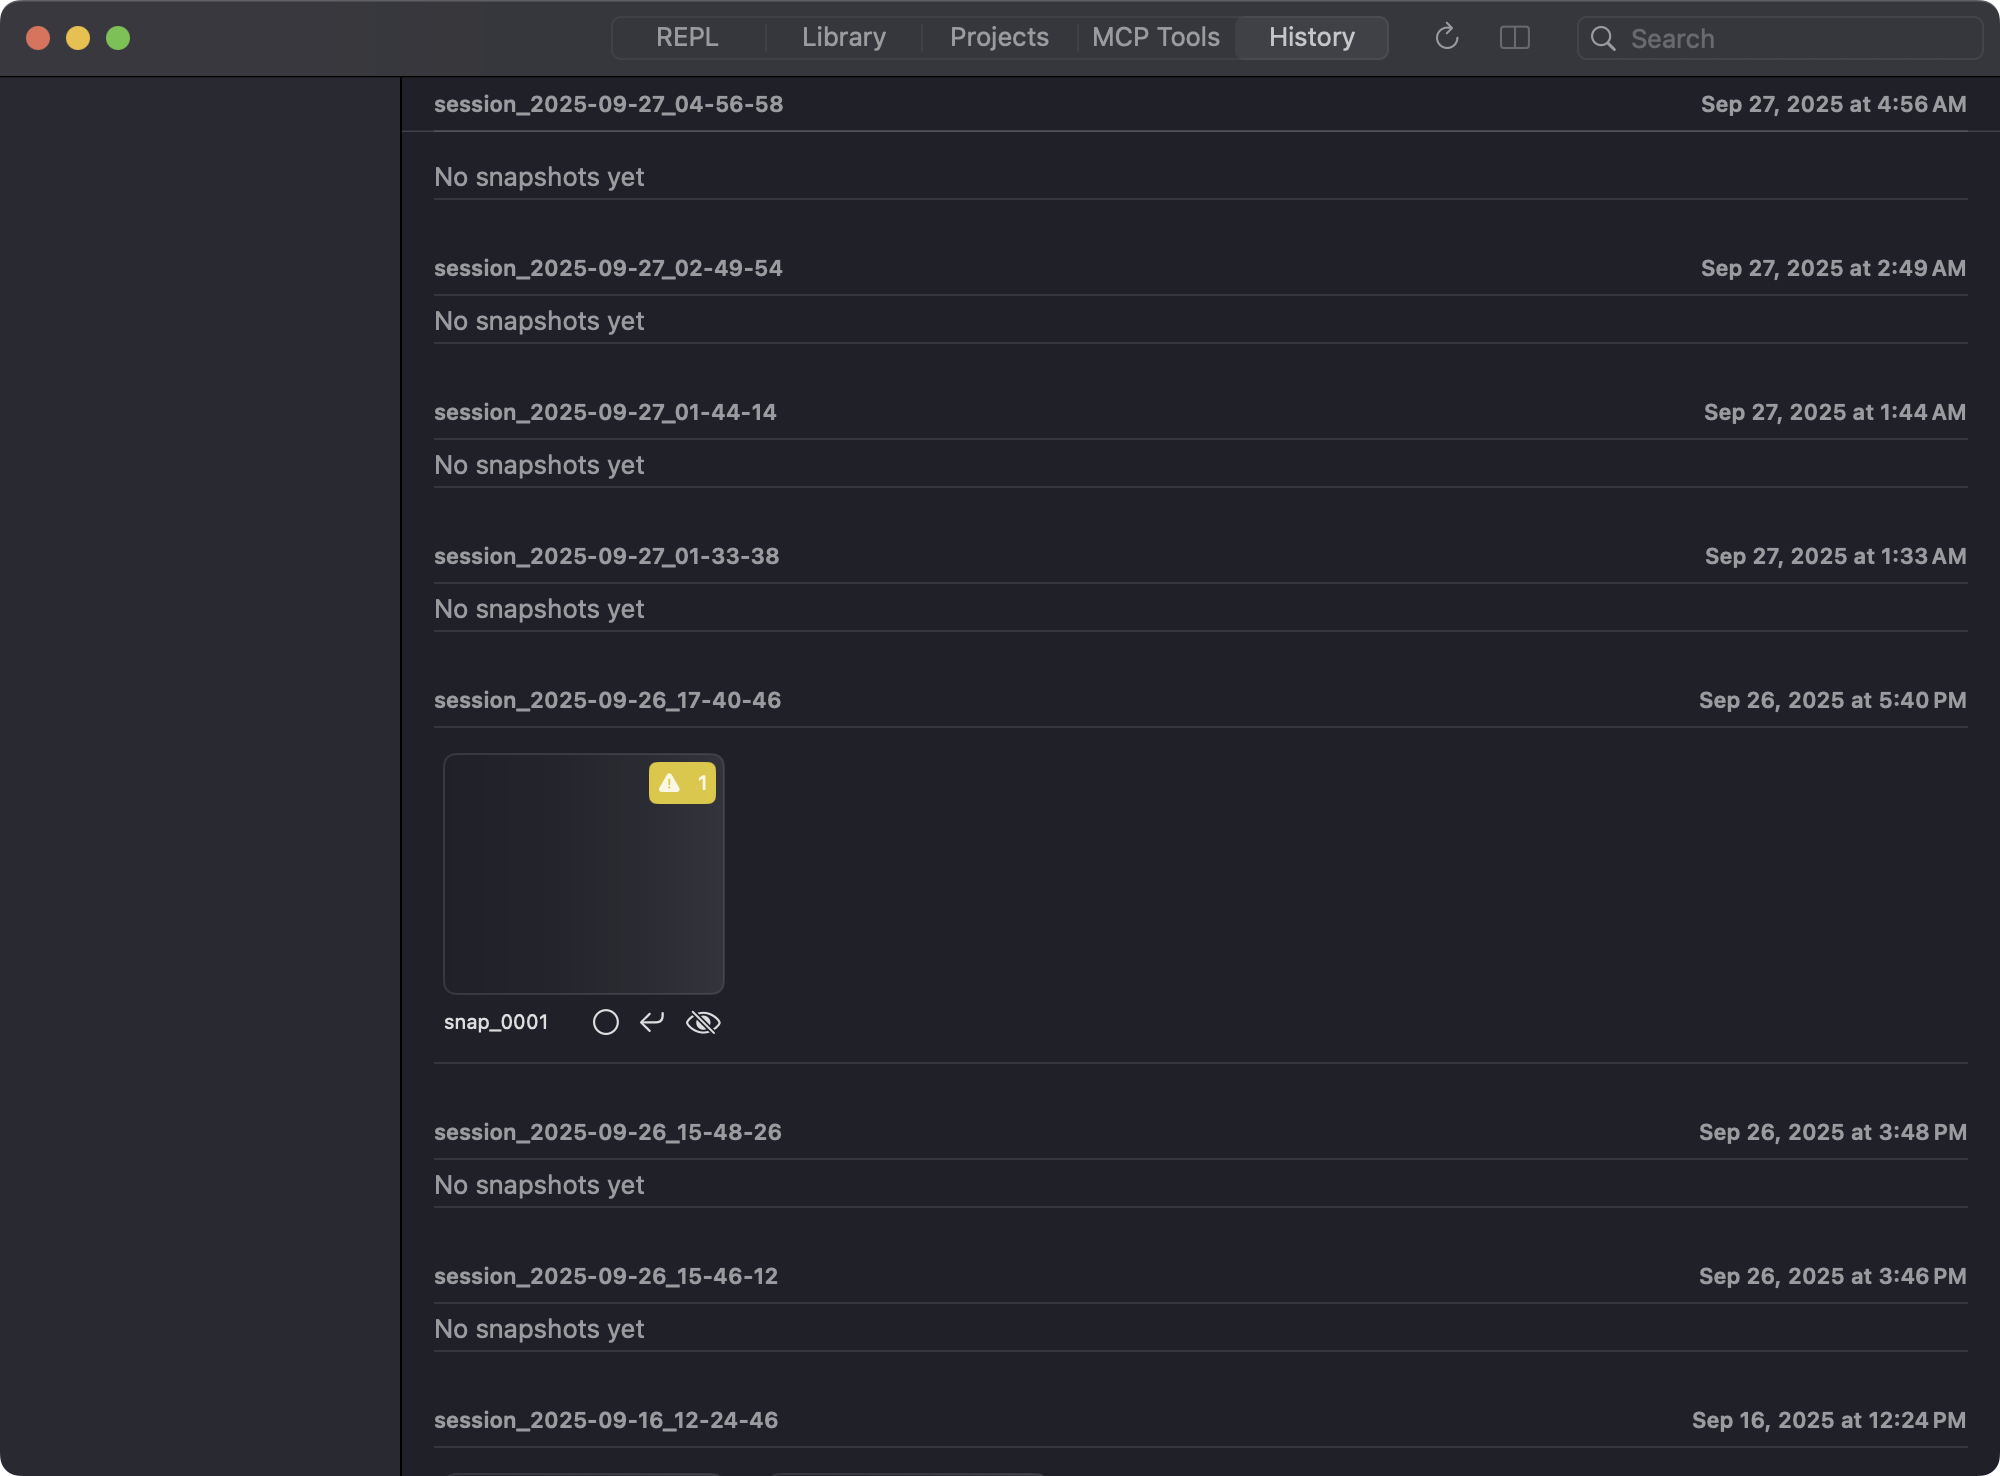 REPL Library Projects MCP Tools History Search
session_2025-09-27_04-56-58 Sep 27, 2025 at 4:56 AM
No snapshots yet
session_2025-09-27_02-49-54 Sep 27, 2025 at 2:49 AM
No snapshots yet
session_2025-09-27_01-44-14 Sep 27, 2025 at 1:44 AM
No snapshots yet
session_2025-09-27_01-33-38 Sep 27, 2025 at 1:33 AM
No snapshots yet
session_2025-09-26_17-40-46 Sep 26, 2025 at 5:40 PM
1
snap_0001
session_2025-09-26_15-48-26 Sep 26, 2025 at 3:48 PM
No snapshots yet
session_2025-09-26_15-46-12 Sep 26, 2025 at 3:46 PM
No snapshots yet
session_2025-09-16_12-24-46 Sep 16, 2025 at 12:24 PM